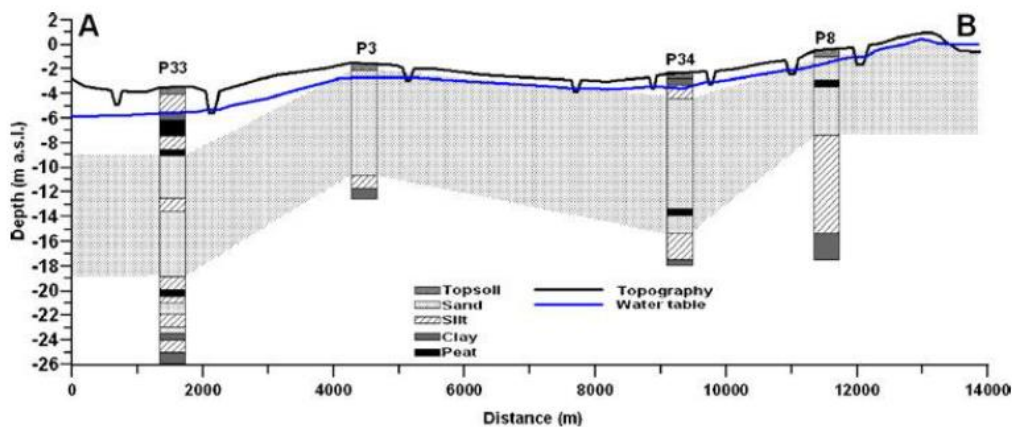 A
B
P33
P3
P34
P8
Depth (m a.s.l.)
2
0
-2
-4
-6
-8
-10
-12
-14
-16
-18
-20
-22
-24
-26
Topsoil
Sand
Silt
Clay
Peat
Topography
Water table
0
2000
4000
6000
8000
10000
12000
14000
Distance (m)